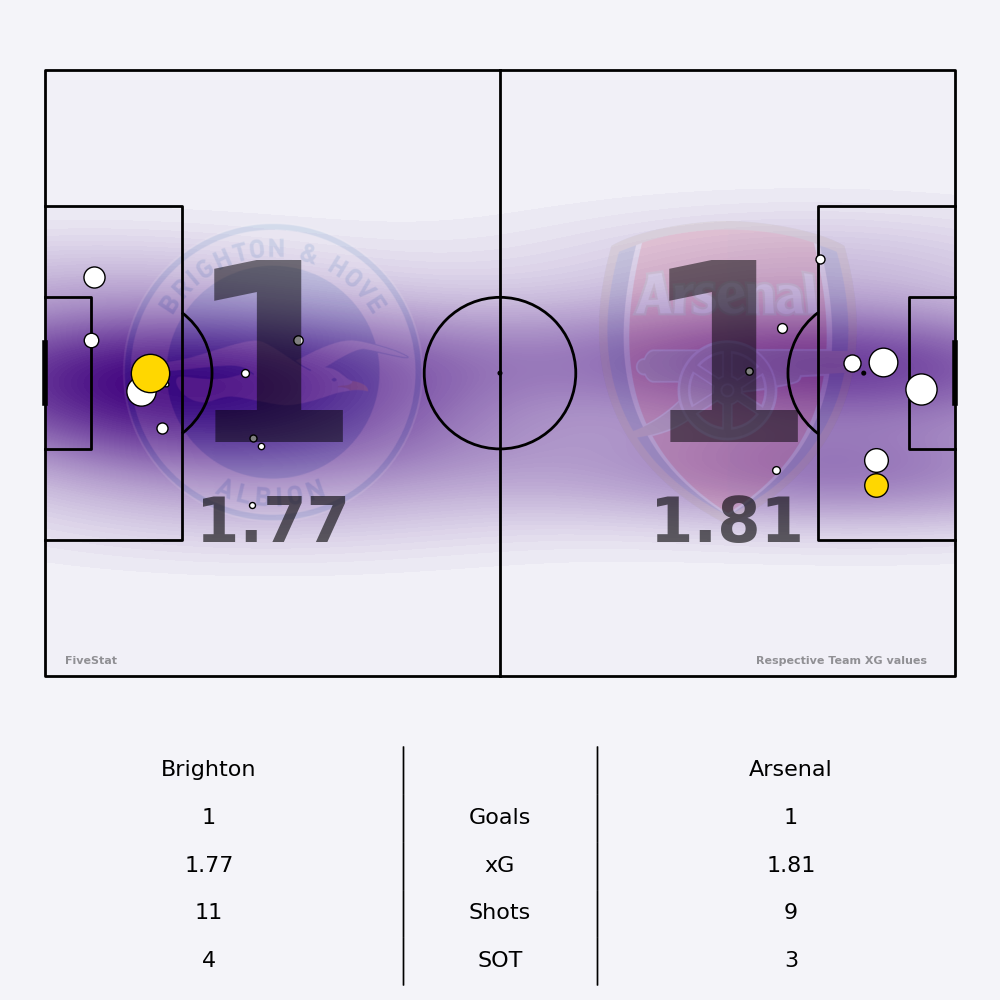 BRIGHTON & HOVE
ALBION
Arsenal
1
1
1.77
1.81
FiveStat
Respective Team XG values
Brighton
Arsenal
1
Goals
1
1.77
xG
1.81
11
Shots
9
4
SOT
3